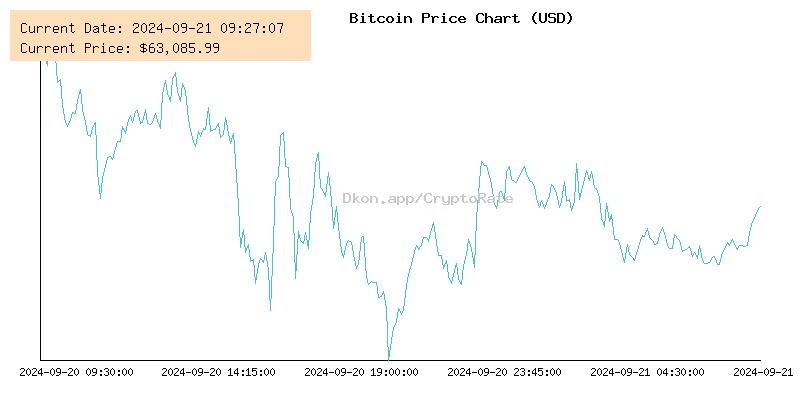 Bitcoin Price Chart (USD)
Current Date: 2024-09-21 09:27:07
Current Price: $63,085.99
Dkon.app/CryptoRate
2024-09-20 09:30:00
2024-09-20 14:15:00
2024-09-20 19:00:00
2024-09-20 23:45:00
2024-09-21 04:30:00
2024-09-21